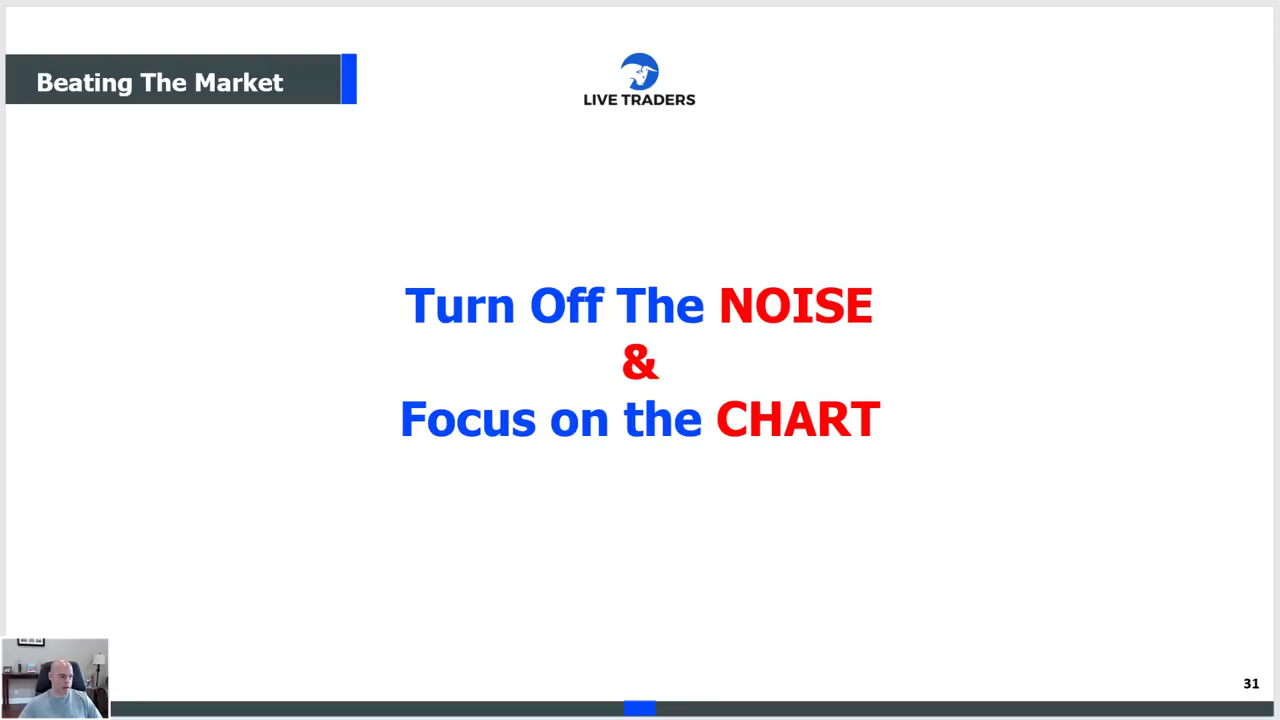 Beating The Market
LIVE TRADERS
Turn Off The NOISE
&
Focus on the CHART
31